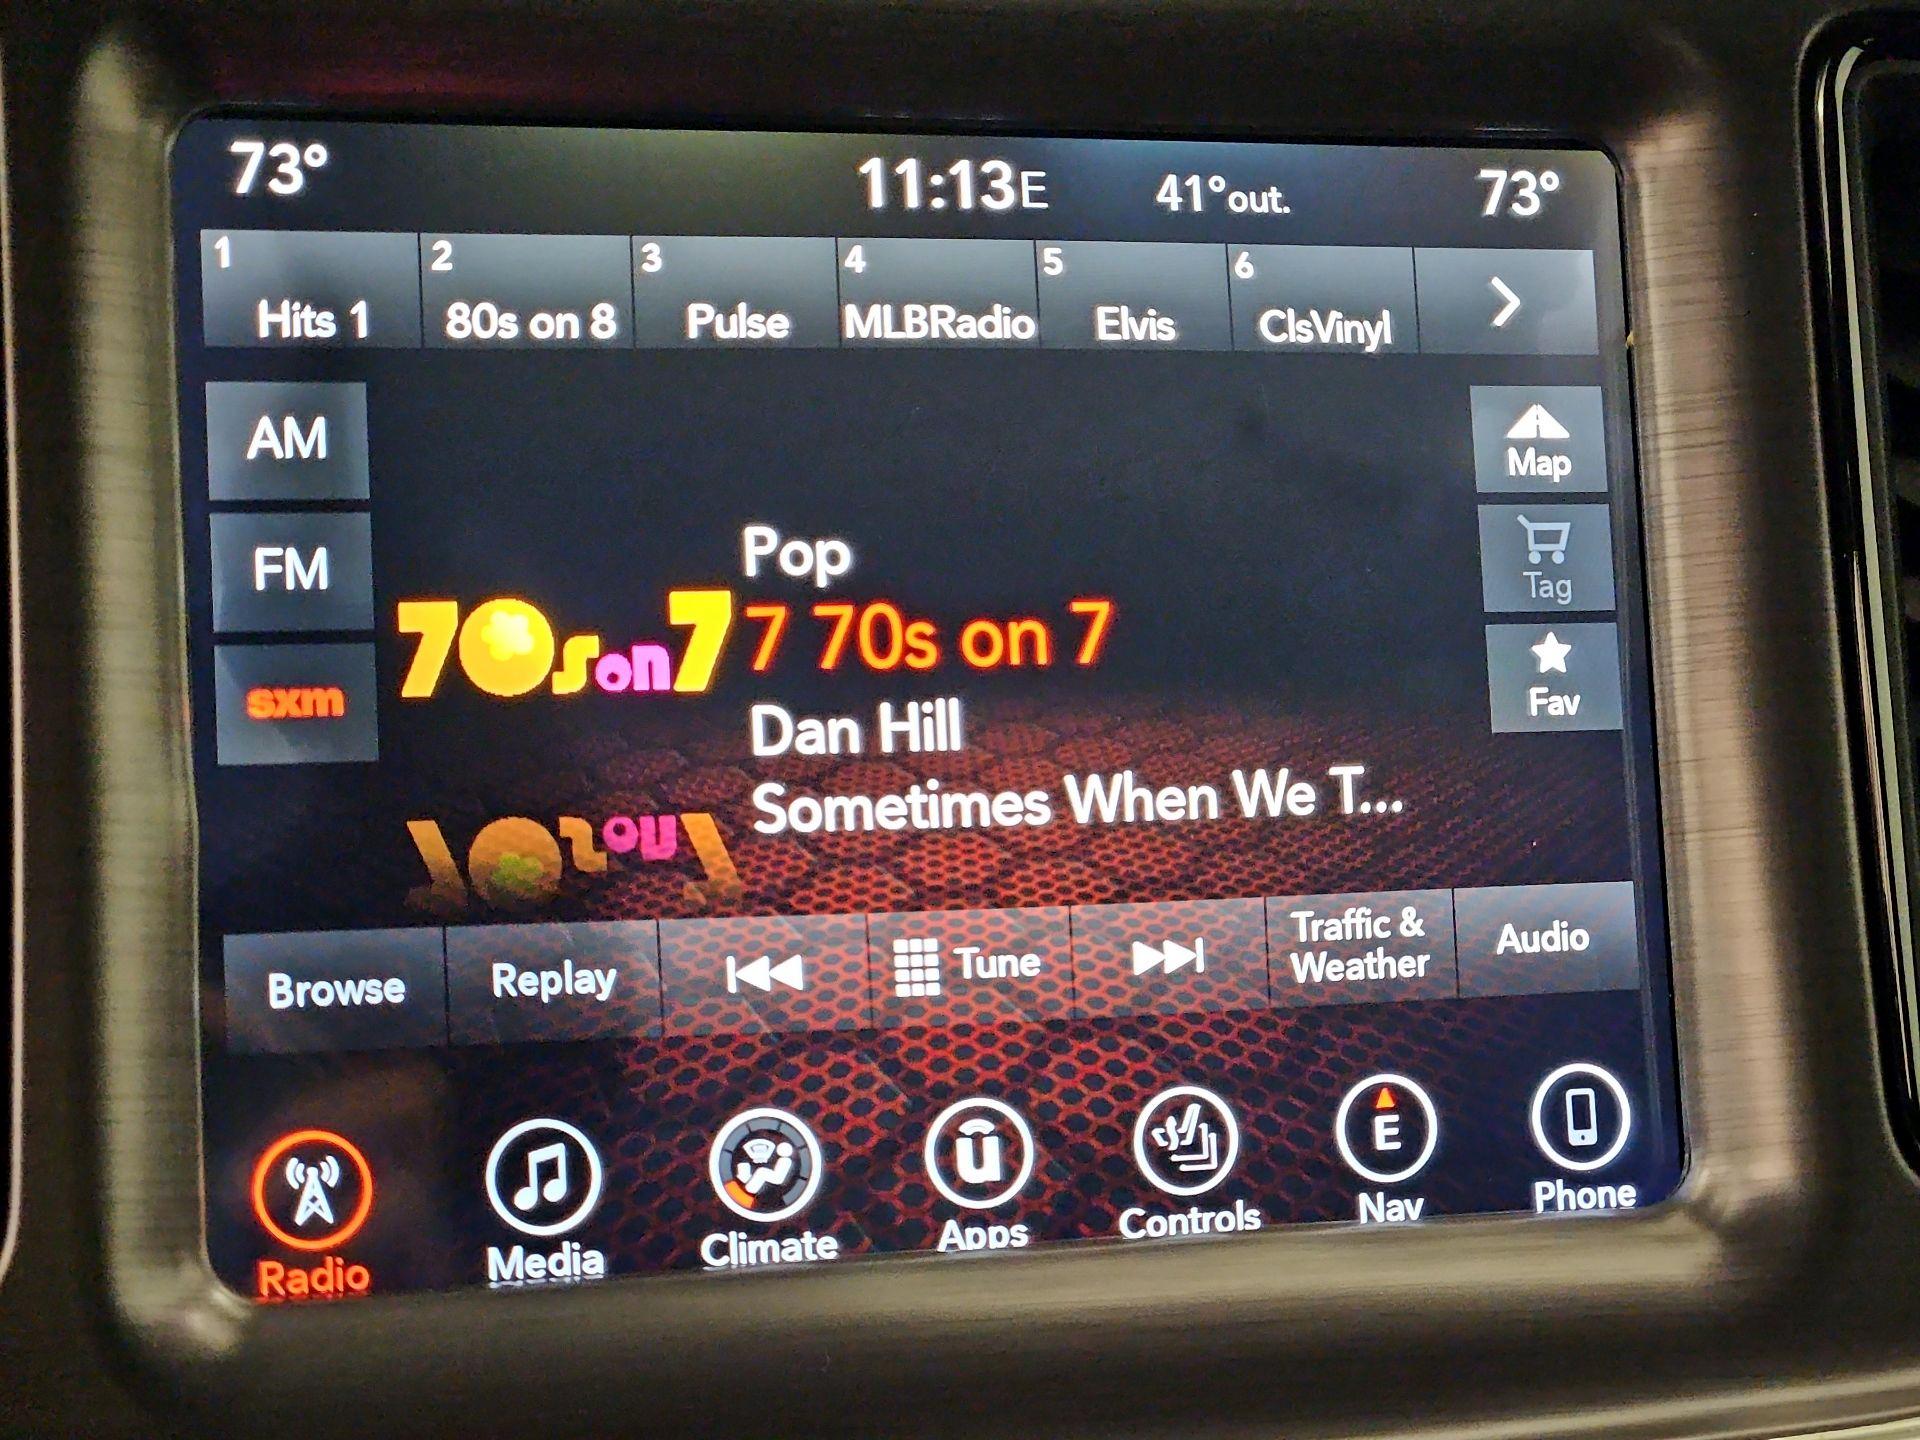 73° 11:13E 41°out. 73°
1 2 3 4 5 6
Hits 1 80s on 8 Pulse MLBRadio Elvis ClsVinyl
AM
FM
sxm
70s on 7
Pop
7 70s on 7
Dan Hill
Sometimes When We T...
Map
Tag
Fav
Browse Replay Tune Traffic & Weather Audio
E
Radio Media Climate Apps Controls Nav Phone